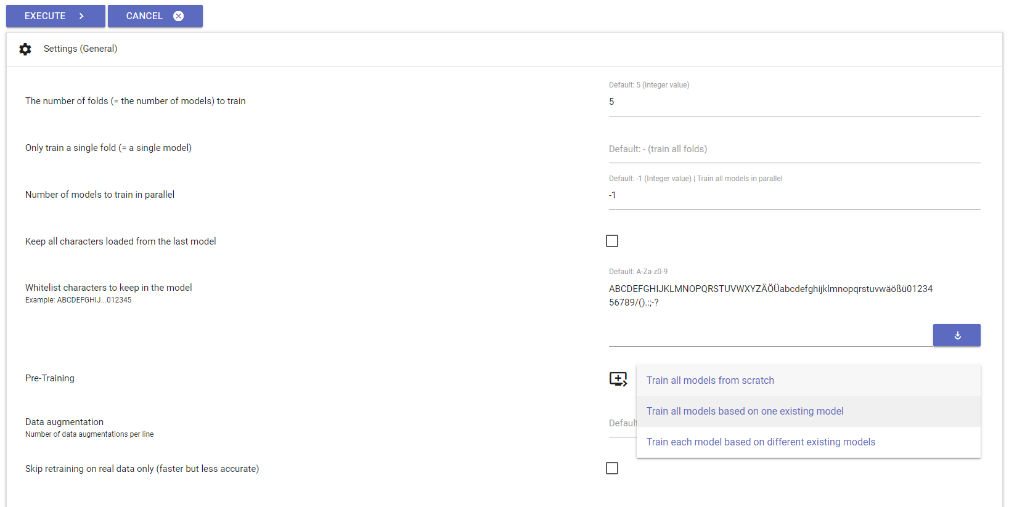 EXECUTE
CANCEL
Settings (General)
Default: 5 (Integer value)
The number of folds (= the number of models) to train
5
Only train a single fold (= a single model)
Default: - (train all folds)
Default: -1 (Integer value) | Train all models in parallel
Number of models to train in parallel
-1
Keep all characters loaded from the last model
Default: A-Za-z0-9
Whitelist characters to keep in the model
ABCDEFGHIJKLMNOPQRSTUVWXYZÄÖÜabcdefghijklmnopqrstuvwäößü01234
Example: ABCDEFGHIJ...012345
56789/().:;-?
Pre-Training
Train all models from scratch
Train all models based on one existing model
Data augmentation
Defaul
Number of data augmentations per line
Train each model based on different existing models
Skip retraining on real data only (faster but less accurate)